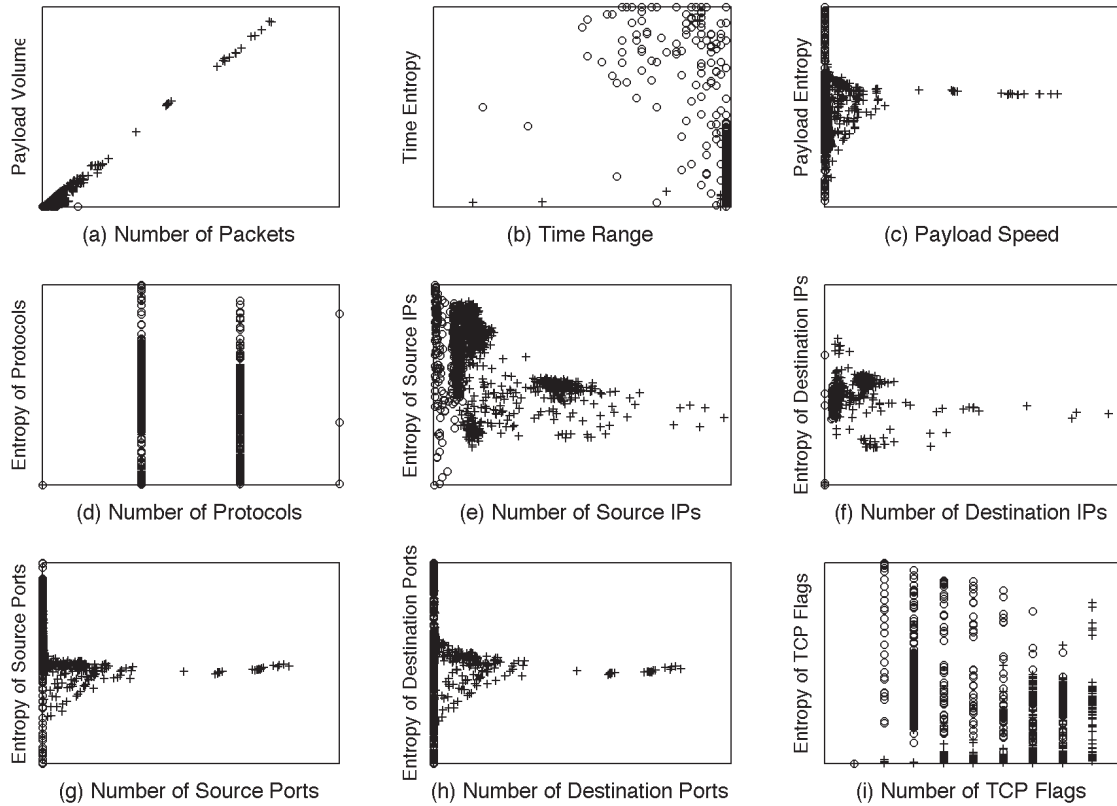 Payload Volume
(a) Number of Packets
Time Entropy
(b) Time Range
Payload Entropy
(c) Payload Speed
Entropy of Protocols
(d) Number of Protocols
Entropy of Source IPs
(e) Number of Source IPs
Entropy of Destination IPs
(f) Number of Destination IPs
Entropy of Source Ports
(g) Number of Source Ports
Entropy of Destination Ports
(h) Number of Destination Ports
Entropy of TCP Flags
(i) Number of TCP Flags